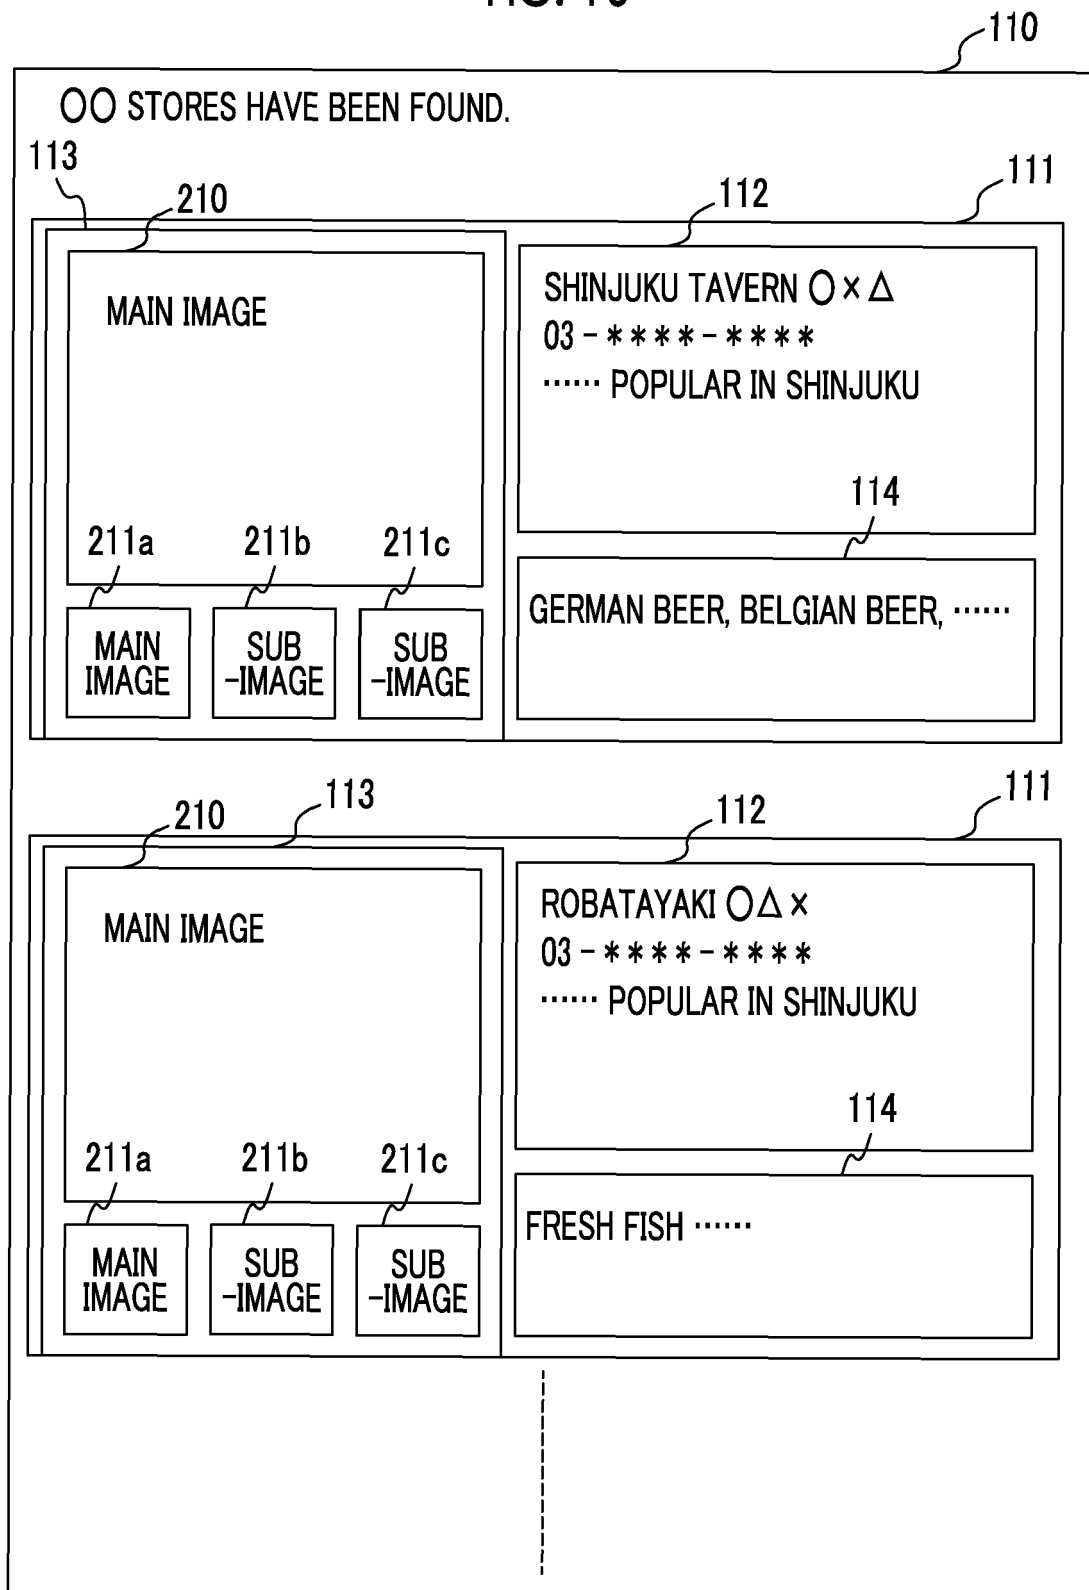 110
○○ STORES HAVE BEEN FOUND.
113
210
112
111
MAIN IMAGE
SHINJUKU TAVERN ○×△
03-****-****
······ POPULAR IN SHINJUKU
114
211a
211b
211c
GERMAN BEER, BELGIAN BEER, ······
MAIN
IMAGE
SUB
-IMAGE
SUB
-IMAGE
210
113
112
111
MAIN IMAGE
ROBATAYAKI ○△×
03-****-****
······ POPULAR IN SHINJUKU
114
211a
211b
211c
FRESH FISH ······
MAIN
IMAGE
SUB
-IMAGE
SUB
-IMAGE